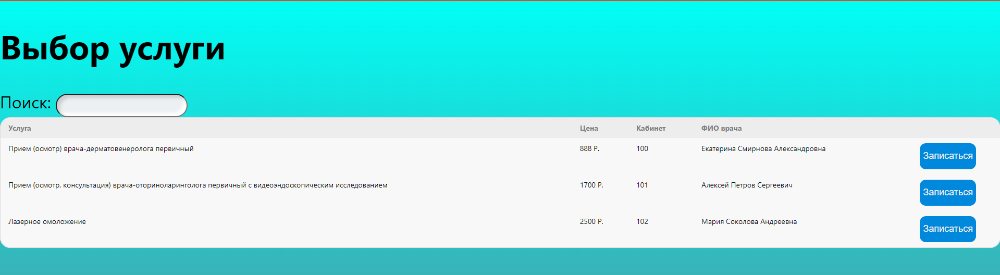 Выбор услуги
Поиск:
Услуга Цена Кабинет ФИО врача
Прием (осмотр) врача-дерматовенеролога первичный 888 Р. 100 Екатерина Смирнова Александровна Записаться
Прием (осмотр, консультация) врача-оториноларинголога первичный с видеоэндоскопическим исследованием 1700 Р. 101 Алексей Петров Сергеевич Записаться
Лазерное омоложение 2500 Р. 102 Мария Соколова Андреевна Записаться